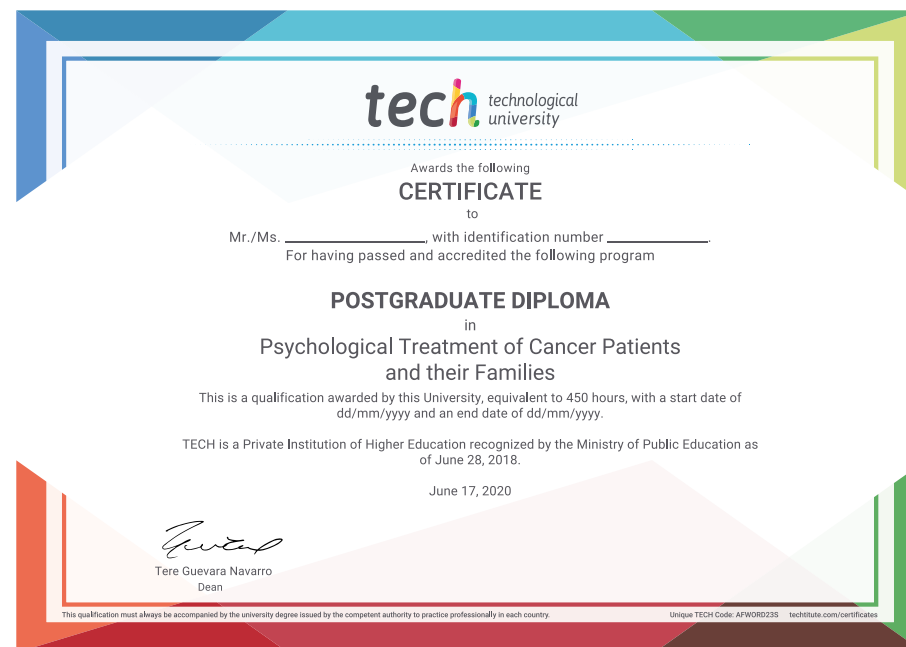 tech technological
university
Awards the following
CERTIFICATE
to
Mr./Ms. ____________________, with identification number ______________.
For having passed and accredited the following program
POSTGRADUATE DIPLOMA
in
Psychological Treatment of Cancer Patients
and their Families
This is a qualification awarded by this University, equivalent to 450 hours, with a start date of
dd/mm/yyyy and an end date of dd/mm/yyyy.
TECH is a Private Institution of Higher Education recognized by the Ministry of Public Education as
of June 28, 2018.
June 17, 2020
Tere Guevara Navarro
Dean
This qualification must always be accompanied by the university degree issued by the competent authority to practice professionally in each country.
Unique TECH Code: AFWORD23S techtitute.com/certificates